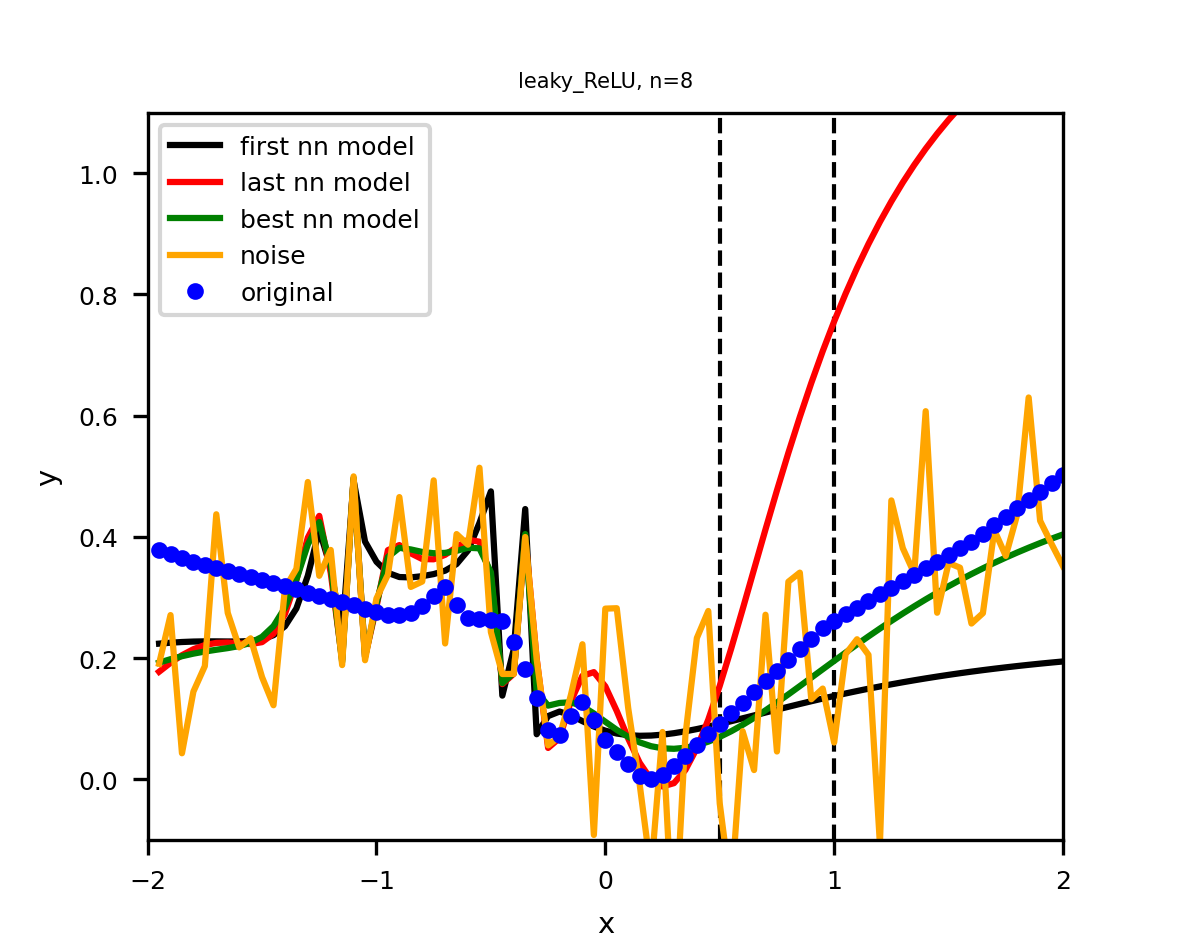 leaky_ReLU, n=8
first nn model
last nn model
best nn model
noise
original
1.0
0.8
0.6
0.4
0.2
0.0
y
−2
−1
0
1
2
x